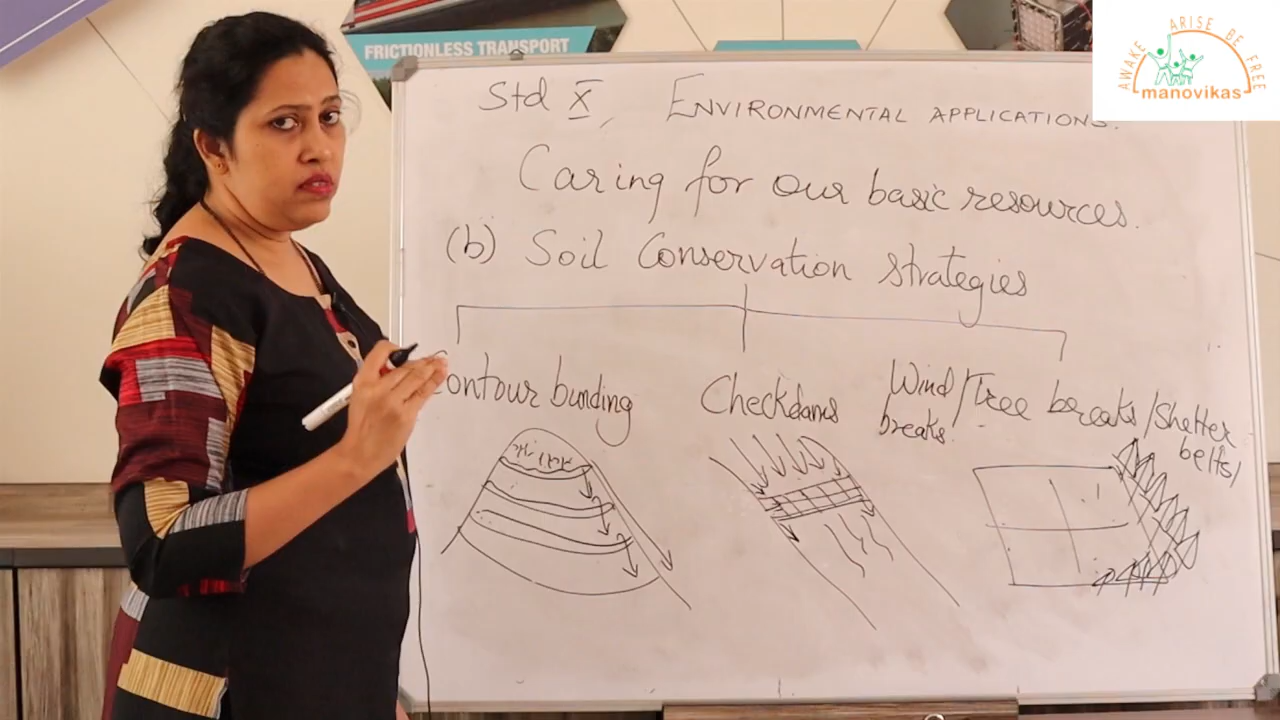 FRICTIONLESS TRANSPORT
AWAKE ARISE BE FREE
manovikas
Std X, ENVIRONMENTAL APPLICATIONS.
Caring for our basic resources.
(b) Soil Conservation strategies
Contour bunding
Checkdams
Wind/Tree breaks/Shelter
breaks. belts/